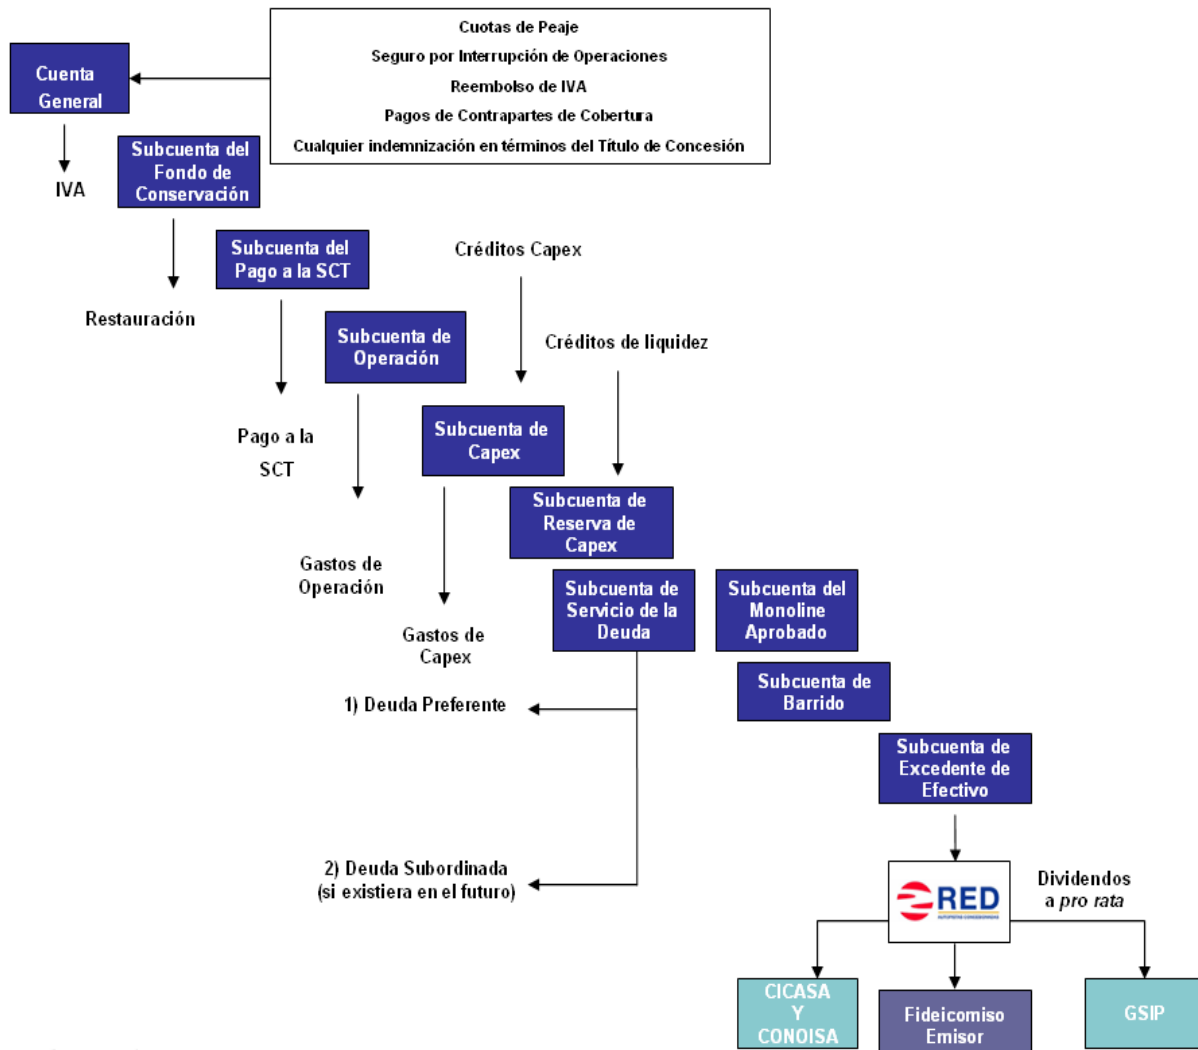 Cuotas de Peaje
Seguro por Interrupción de Operaciones
Reembolso de IVA
Pagos de Contrapartes de Cobertura
Cualquier indemnización en términos del Título de Concesión
Cuenta
General
IVA
Subcuenta del
Fondo de
Conservación
Restauración
Subcuenta del
Pago a la SCT
Pago a la
SCT
Créditos Capex
Subcuenta de
Operación
Gastos de
Operación
Créditos de liquidez
Subcuenta de
Capex
Gastos de
Capex
Subcuenta de
Reserva de
Capex
Subcuenta de
Servicio de la
Deuda
Subcuenta del
Monoline
Aprobado
1) Deuda Preferente
2) Deuda Subordinada
(si existiera en el futuro)
Subcuenta de
Barrido
Subcuenta de
Excedente de
Efectivo
RED
AUTOPISTAS CONCESIONADAS
Dividendos
a pro rata
CICASA
Y
CONOISA
Fideicomiso
Emisor
GSIP